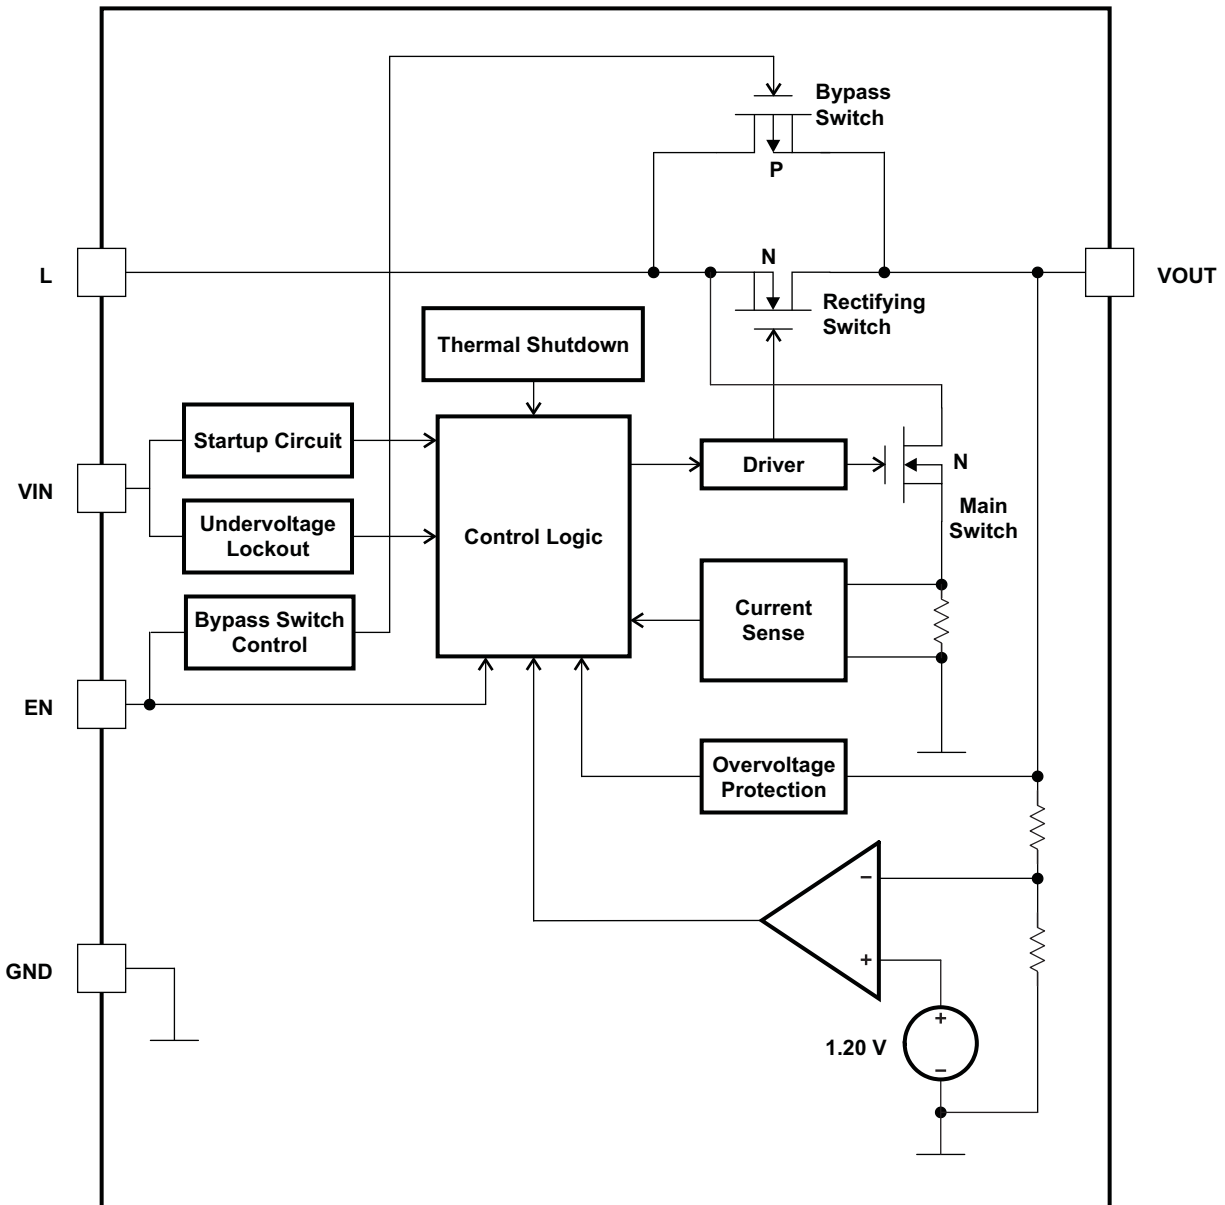 Bypass
Switch
P
L
N
VOUT
Rectifying
Switch
Thermal Shutdown
Startup Circuit
VIN
Driver
N
Main
Switch
Undervoltage
Lockout
Control Logic
Bypass Switch
Control
Current
Sense
EN
Overvoltage
Protection
−
+
GND
+
1.20 V
−